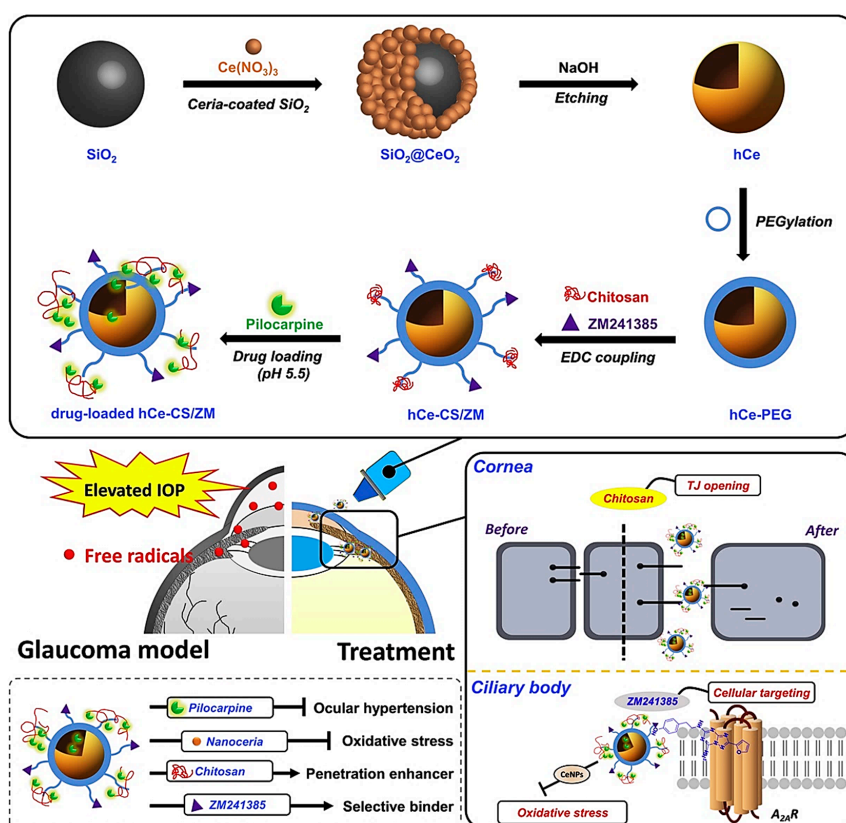 Ce(NO₃)₃
NaOH
Ceria-coated SiO₂
Etching
SiO₂
SiO₂@CeO₂
hCe
PEGylation
Pilocarpine
Drug loading
(pH 5.5)
Chitosan
ZM241385
EDC coupling
drug-loaded hCe-CS/ZM
hCe-CS/ZM
hCe-PEG
Elevated IOP
Free radicals
Glaucoma model
Treatment
Cornea
Chitosan
TJ opening
Before
After
Ciliary body
ZM241385
Cellular targeting
CeNPs
Oxidative stress
A₂AR
Pilocarpine
Ocular hypertension
Nanoceria
Oxidative stress
Chitosan
Penetration enhancer
ZM241385
Selective binder